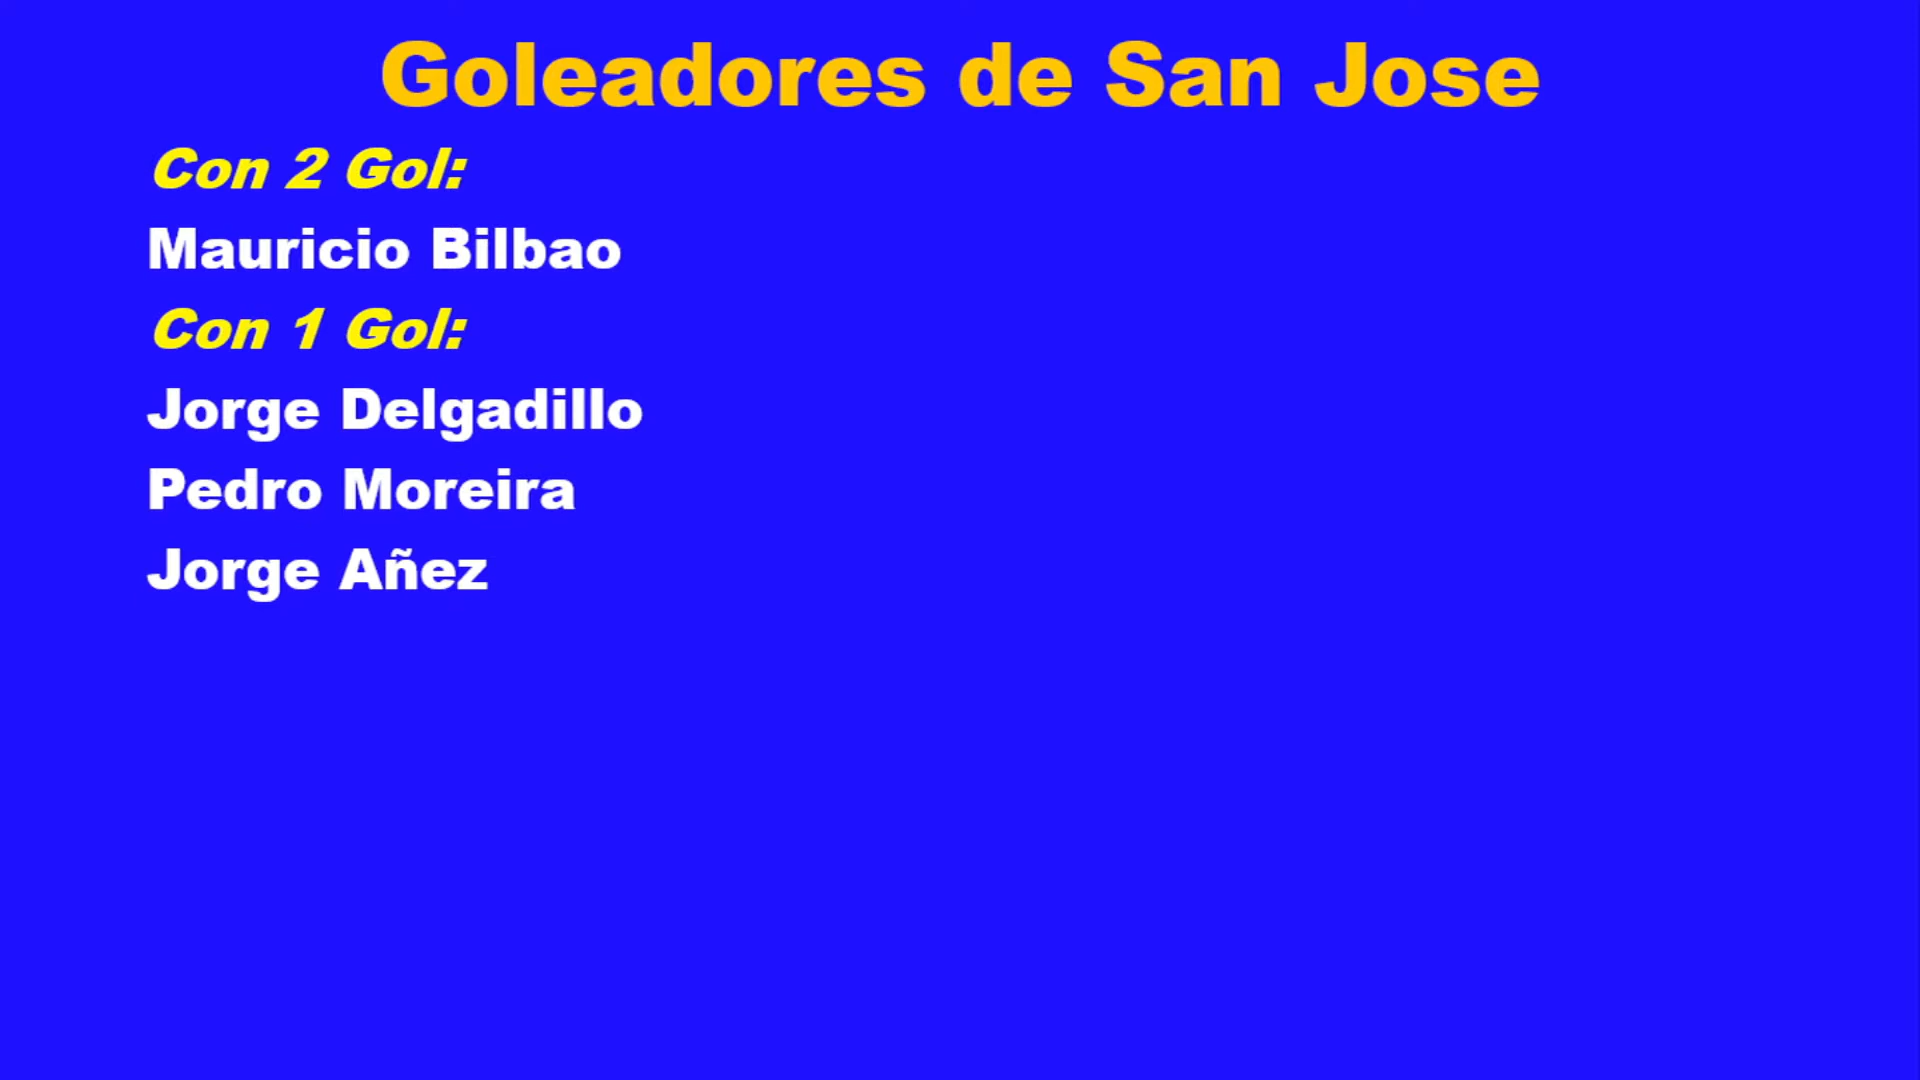 Goleadores de San Jose
Con 2 Gol:
Mauricio Bilbao
Con 1 Gol:
Jorge Delgadillo
Pedro Moreira
Jorge Añez